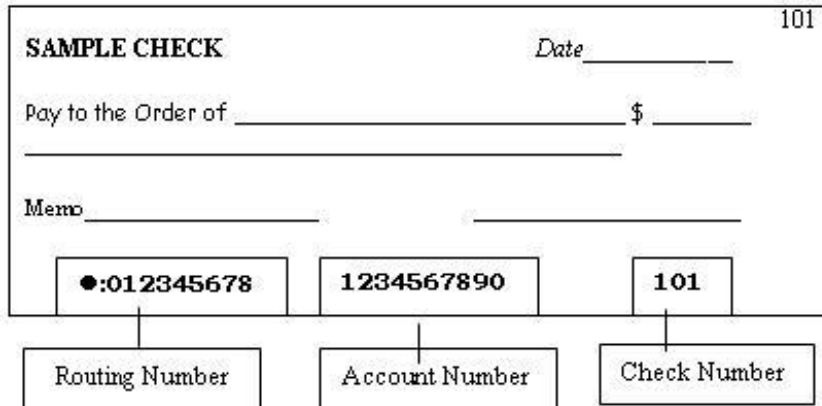 101
SAMPLE CHECK Date
Pay to the Order of $
Memo
●:012345678 1234567890 101
Routing Number Account Number Check Number